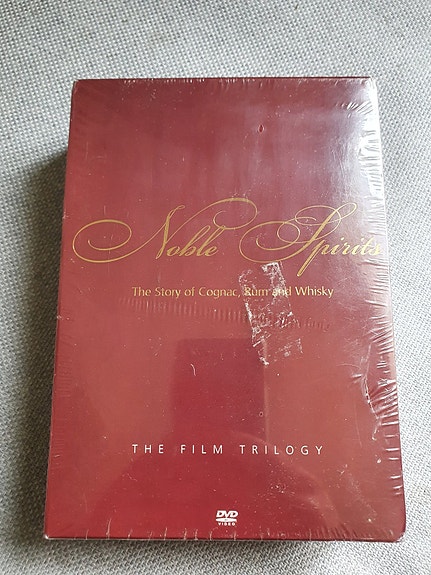 Noble Spirits
The Story of Cognac, Rum and Whisky
THE FILM TRILOGY
DVD
VIDEO